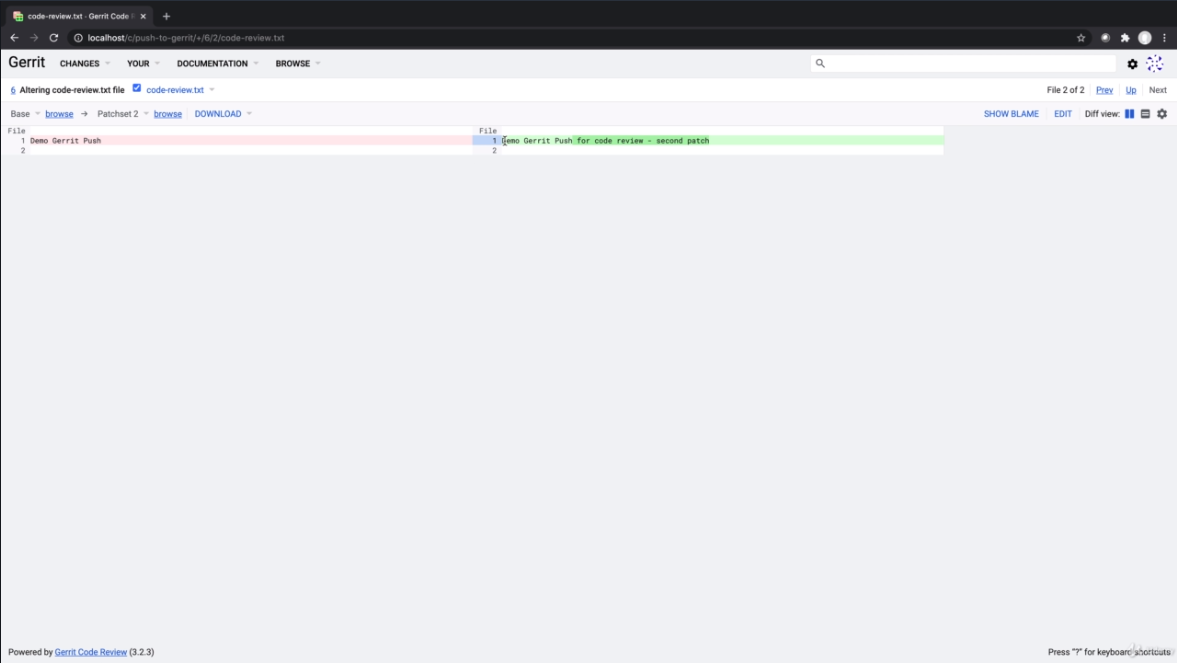 code-review.txt · Gerrit Code R
localhost/c/push-to-gerrit/+/6/2/code-review.txt
Gerrit CHANGES YOUR DOCUMENTATION BROWSE
6 Altering code-review.txt file code-review.txt File 2 of 2 Prev Up Next
Base browse → Patchset 2 browse DOWNLOAD SHOW BLAME EDIT Diff view:
File File
1 Demo Gerrit Push 1 Demo Gerrit Push for code review - second patch
2 2
Powered by Gerrit Code Review (3.2.3) Press "?" for keyboard shortcuts